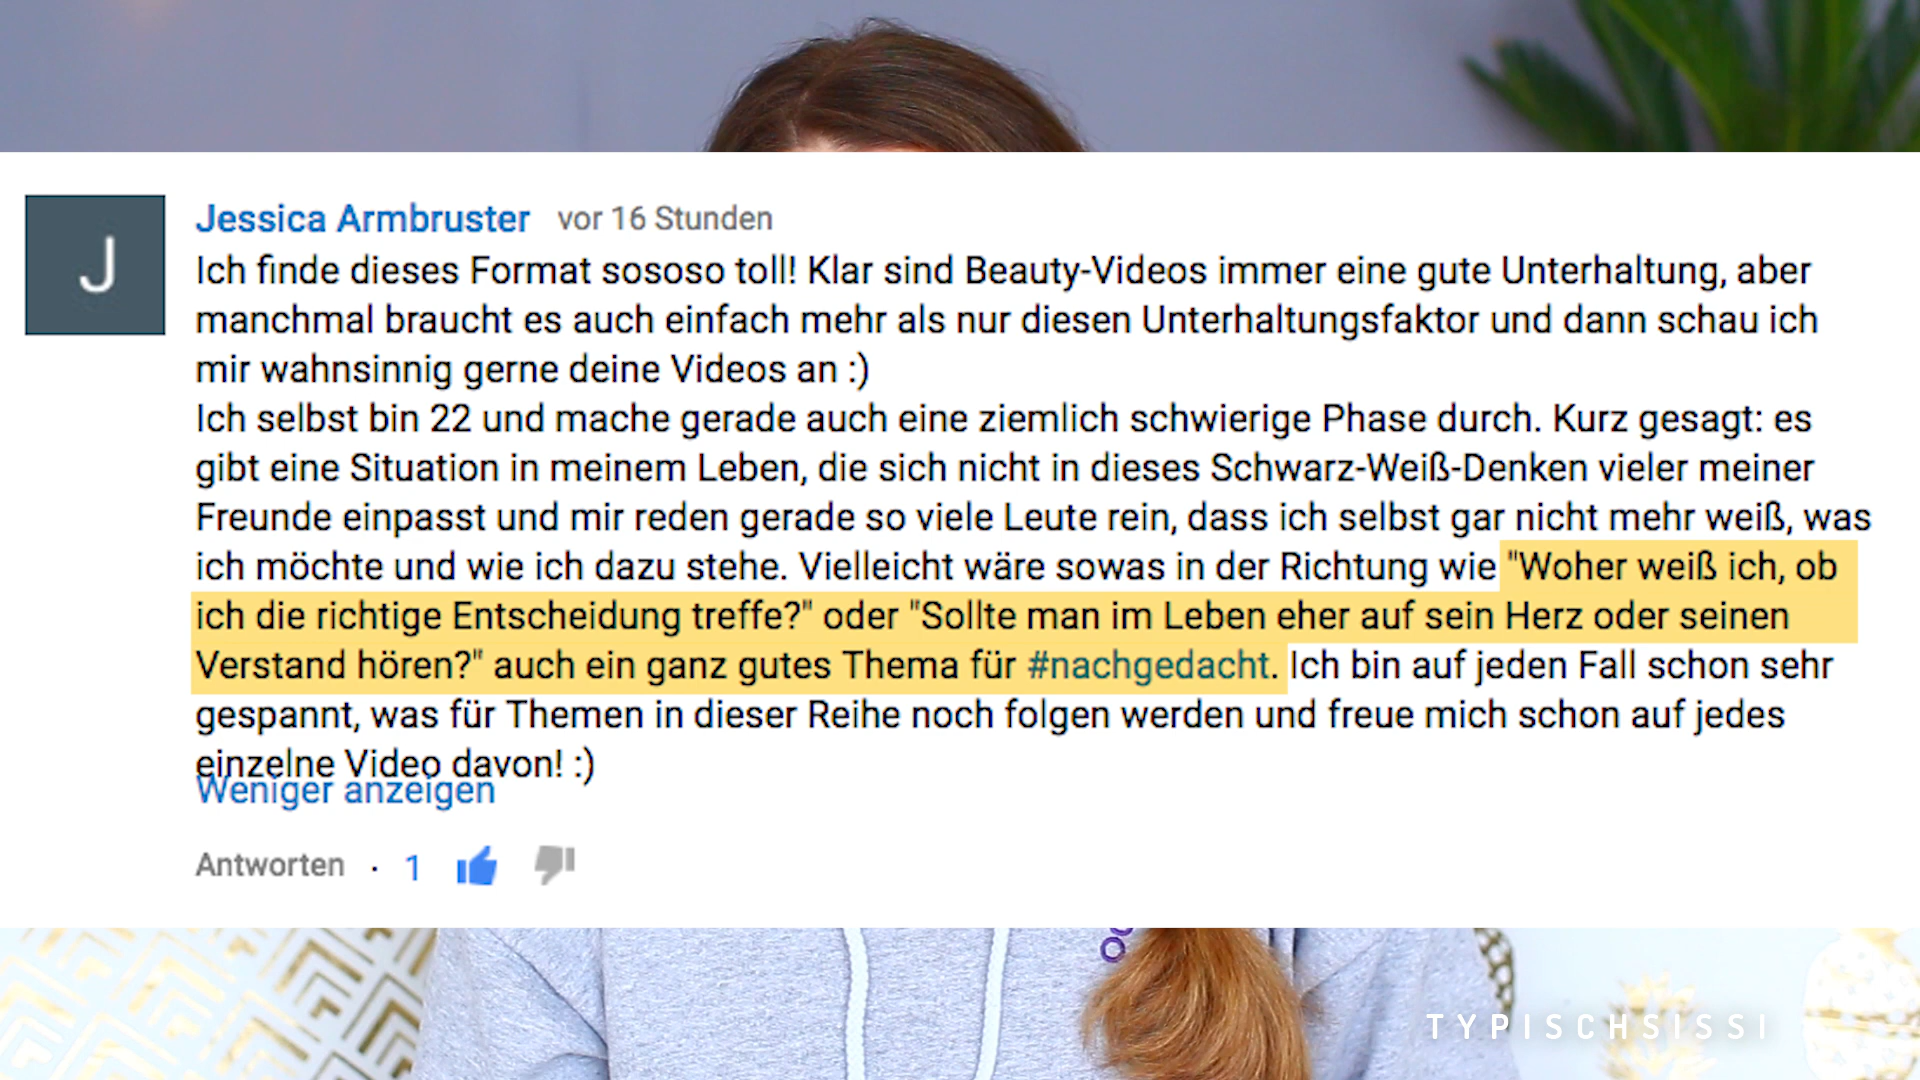 J
Jessica Armbruster vor 16 Stunden
Ich finde dieses Format sososo toll! Klar sind Beauty-Videos immer eine gute Unterhaltung, aber
manchmal braucht es auch einfach mehr als nur diesen Unterhaltungsfaktor und dann schau ich
mir wahnsinnig gerne deine Videos an :)
Ich selbst bin 22 und mache gerade auch eine ziemlich schwierige Phase durch. Kurz gesagt: es
gibt eine Situation in meinem Leben, die sich nicht in dieses Schwarz-Weiß-Denken vieler meiner
Freunde einpasst und mir reden gerade so viele Leute rein, dass ich selbst gar nicht mehr weiß, was
ich möchte und wie ich dazu stehe. Vielleicht wäre sowas in der Richtung wie "Woher weiß ich, ob
ich die richtige Entscheidung treffe?" oder "Sollte man im Leben eher auf sein Herz oder seinen
Verstand hören?" auch ein ganz gutes Thema für #nachgedacht. Ich bin auf jeden Fall schon sehr
gespannt, was für Themen in dieser Reihe noch folgen werden und freue mich schon auf jedes
einzelne Video davon! :)
Weniger anzeigen
Antworten · 1
TYPISCHSISSI